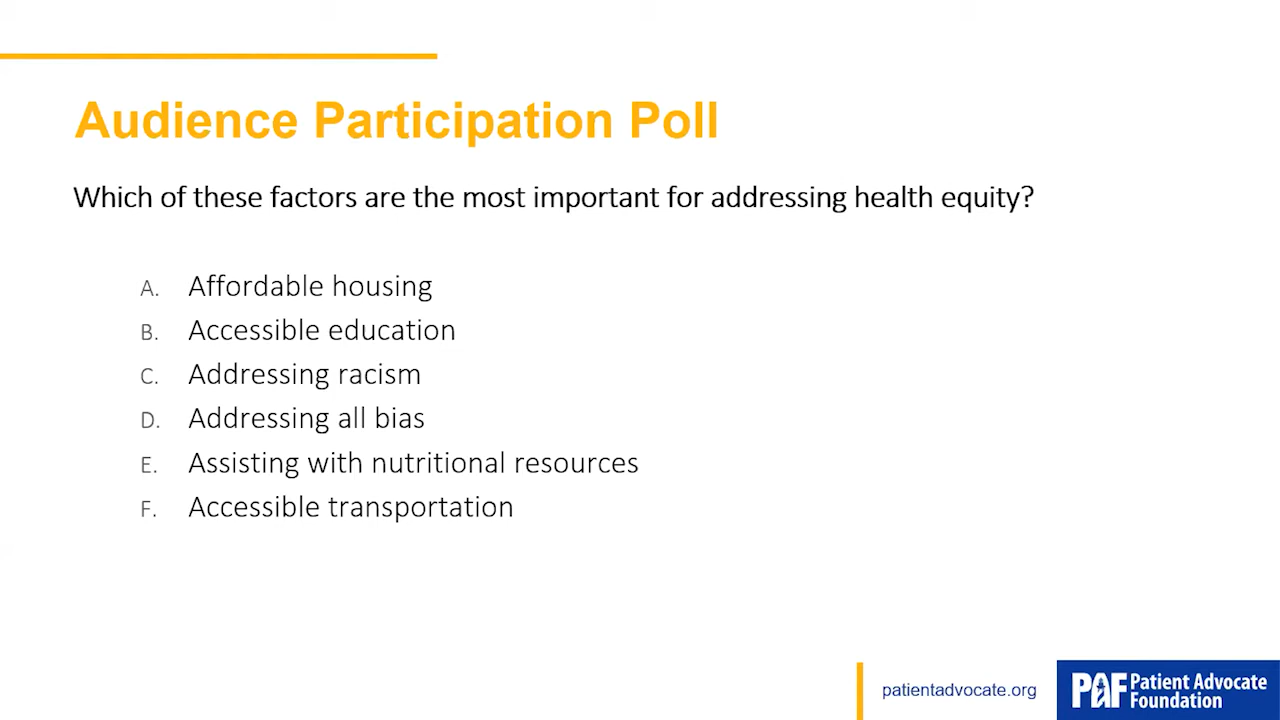 Audience Participation Poll
Which of these factors are the most important for addressing health equity?
A. Affordable housing
B. Accessible education
C. Addressing racism
D. Addressing all bias
E. Assisting with nutritional resources
F. Accessible transportation
patientadvocate.org
PAF Patient Advocate
Foundation